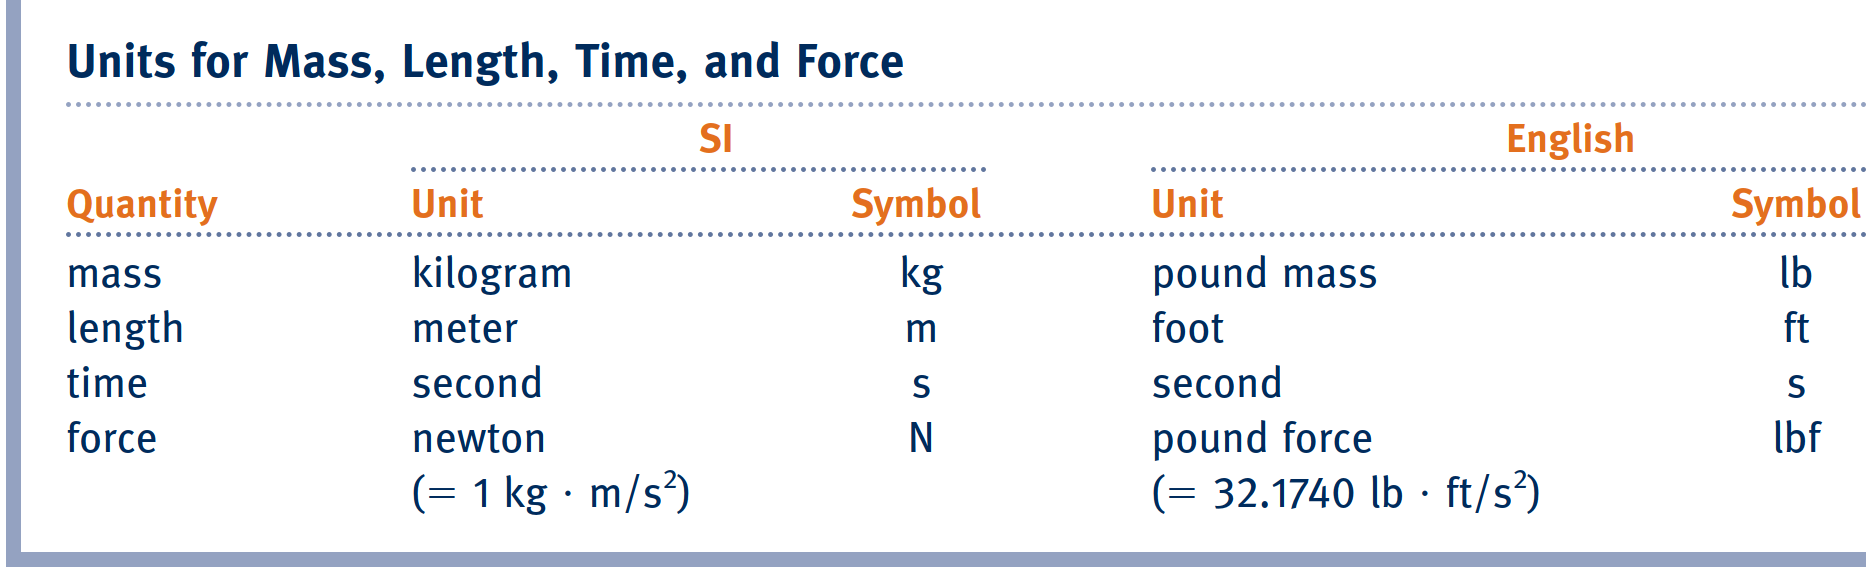 Units for Mass, Length, Time, and Force
SI English
Quantity Unit Symbol Unit Symbol
mass kilogram kg pound mass lb
length meter m foot ft
time second s second s
force newton N pound force lbf
(= 1 kg · m/s²) (= 32.1740 lb · ft/s²)